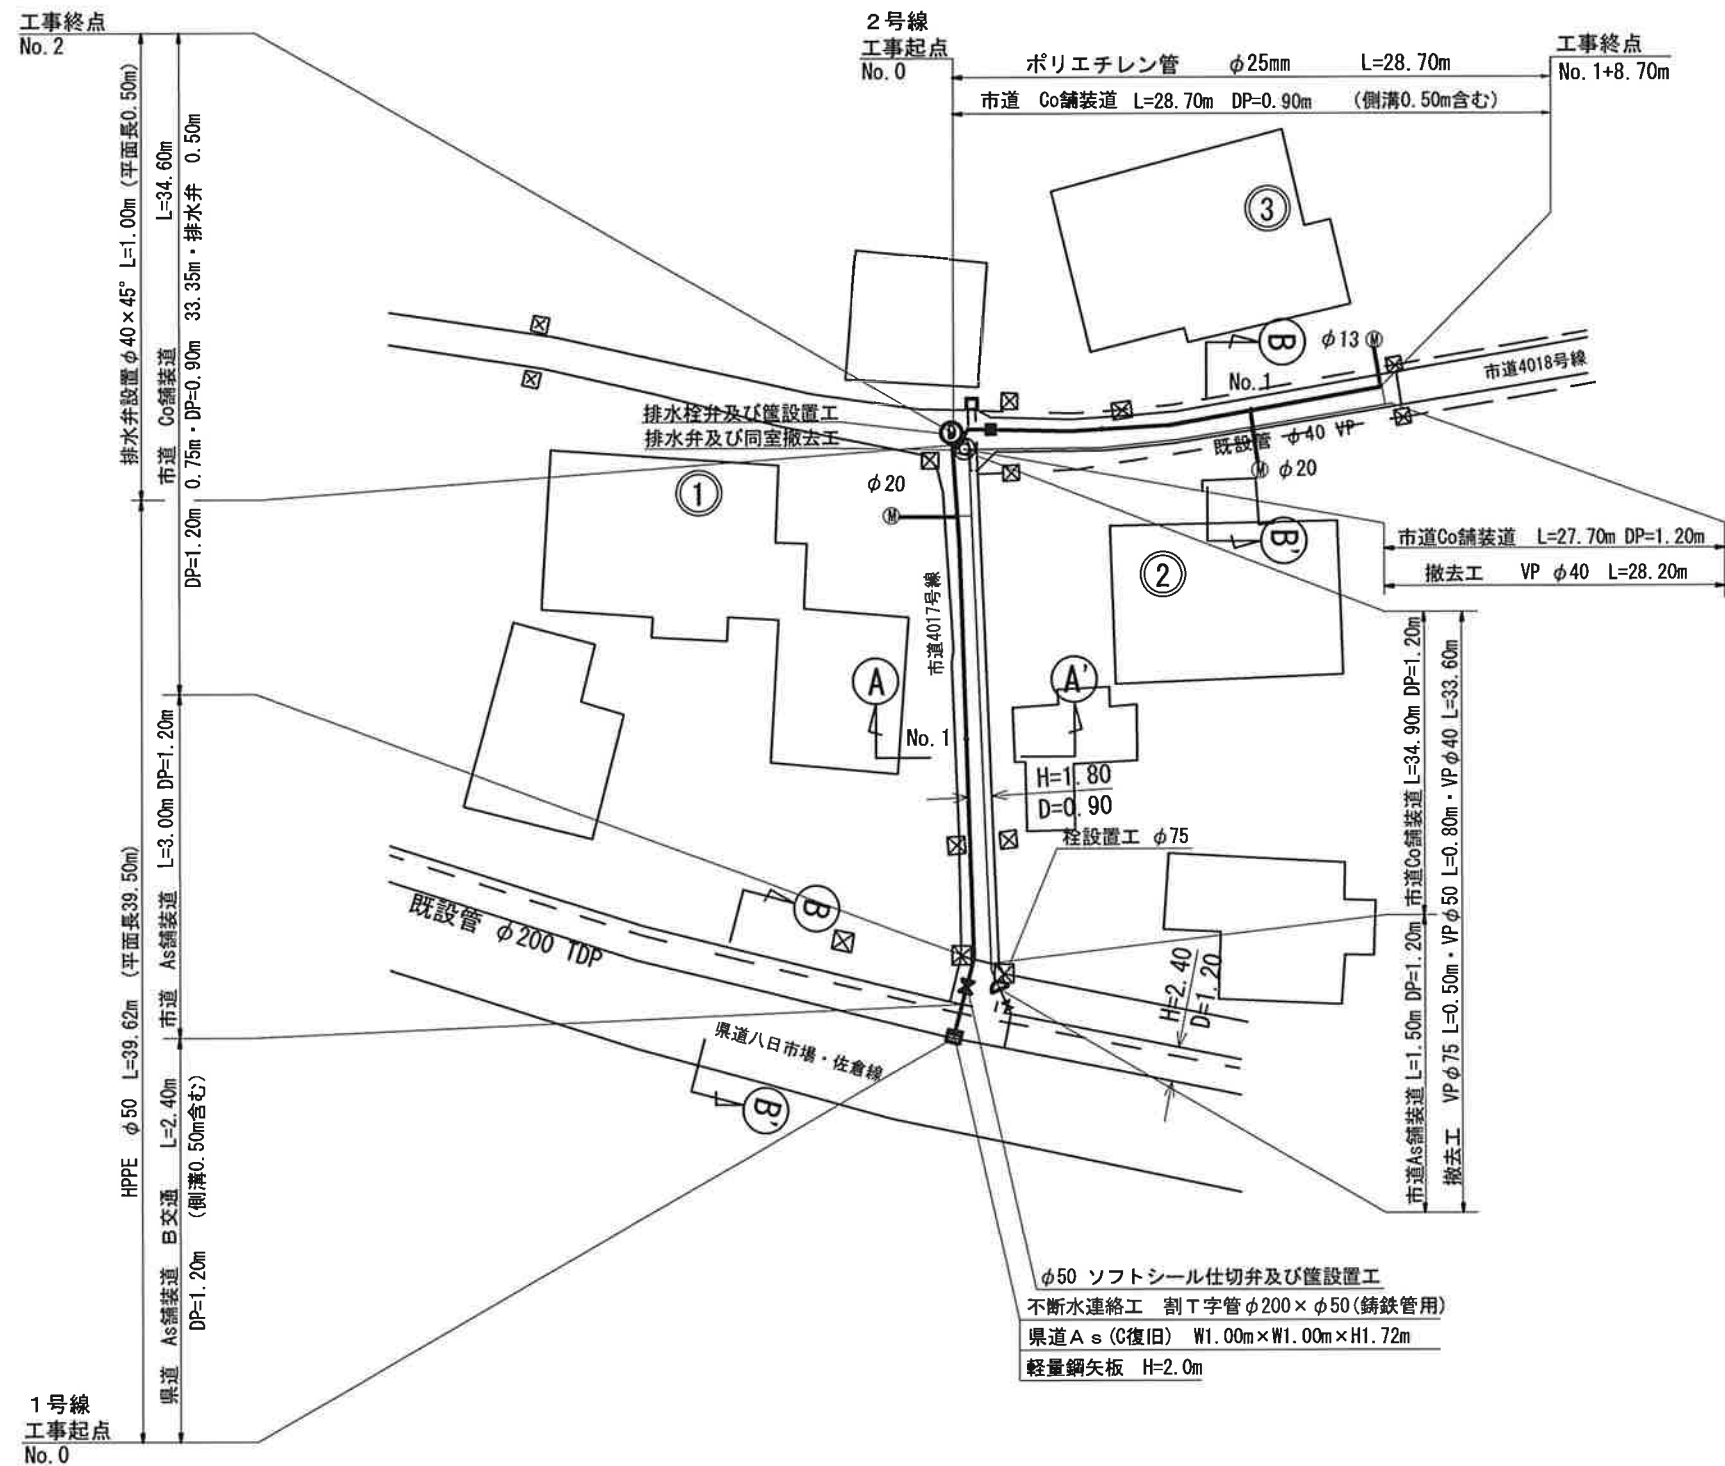 工事終点
No. 2
2号線
工事起点
No. 0
ポリエチレン管 φ25mm L=28.70m
市道 Co舗装道 L=28.70m DP=0.90m (側溝0.50m含む)
工事終点
No. 1+8.70m
排水弁設置φ40×45° L=1.00m (平面長0.50m)
市道 Co舗装道 L=34.60m
DP=1.20m 0.75m・DP=0.90m 33.35m・排水弁 0.50m
HPPE φ50 L=39.62m (平面長39.50m)
市道 As舗装道 L=3.00m DP=1.20m
県道 As舗装道 B交通 L=2.40m
DP=1.20m (側溝0.50m含む)
1号線
工事起点
No. 0
③
B
φ13 M
No. 1
市道4018号線
排水栓弁及び筐設置工
排水弁及び同室撤去工
既設管 φ40 VP
M φ20
B'
①
φ20
M
②
市道Co舗装道 L=27.70m DP=1.20m
撤去工 VP φ40 L=28.20m
市道4017号線
A
A'
No. 1
H=1.80
D=0.90
栓設置工 φ75
B
既設管 φ200 TDP
県道八日市場・佐倉線
B'
H=2.40
D=1.20
市道As舗装道 L=1.50m DP=1.20m 市道Co舗装道 L=34.90m DP=1.20m
撤去工 VPφ75 L=0.50m・VPφ50 L=0.80m・VPφ40 L=33.60m
φ50 ソフトシール仕切弁及び筐設置工
不断水連絡工 割T字管φ200×φ50(鋳鉄管用)
県道As(C復旧) W1.00m×W1.00m×H1.72m
軽量鋼矢板 H=2.0m